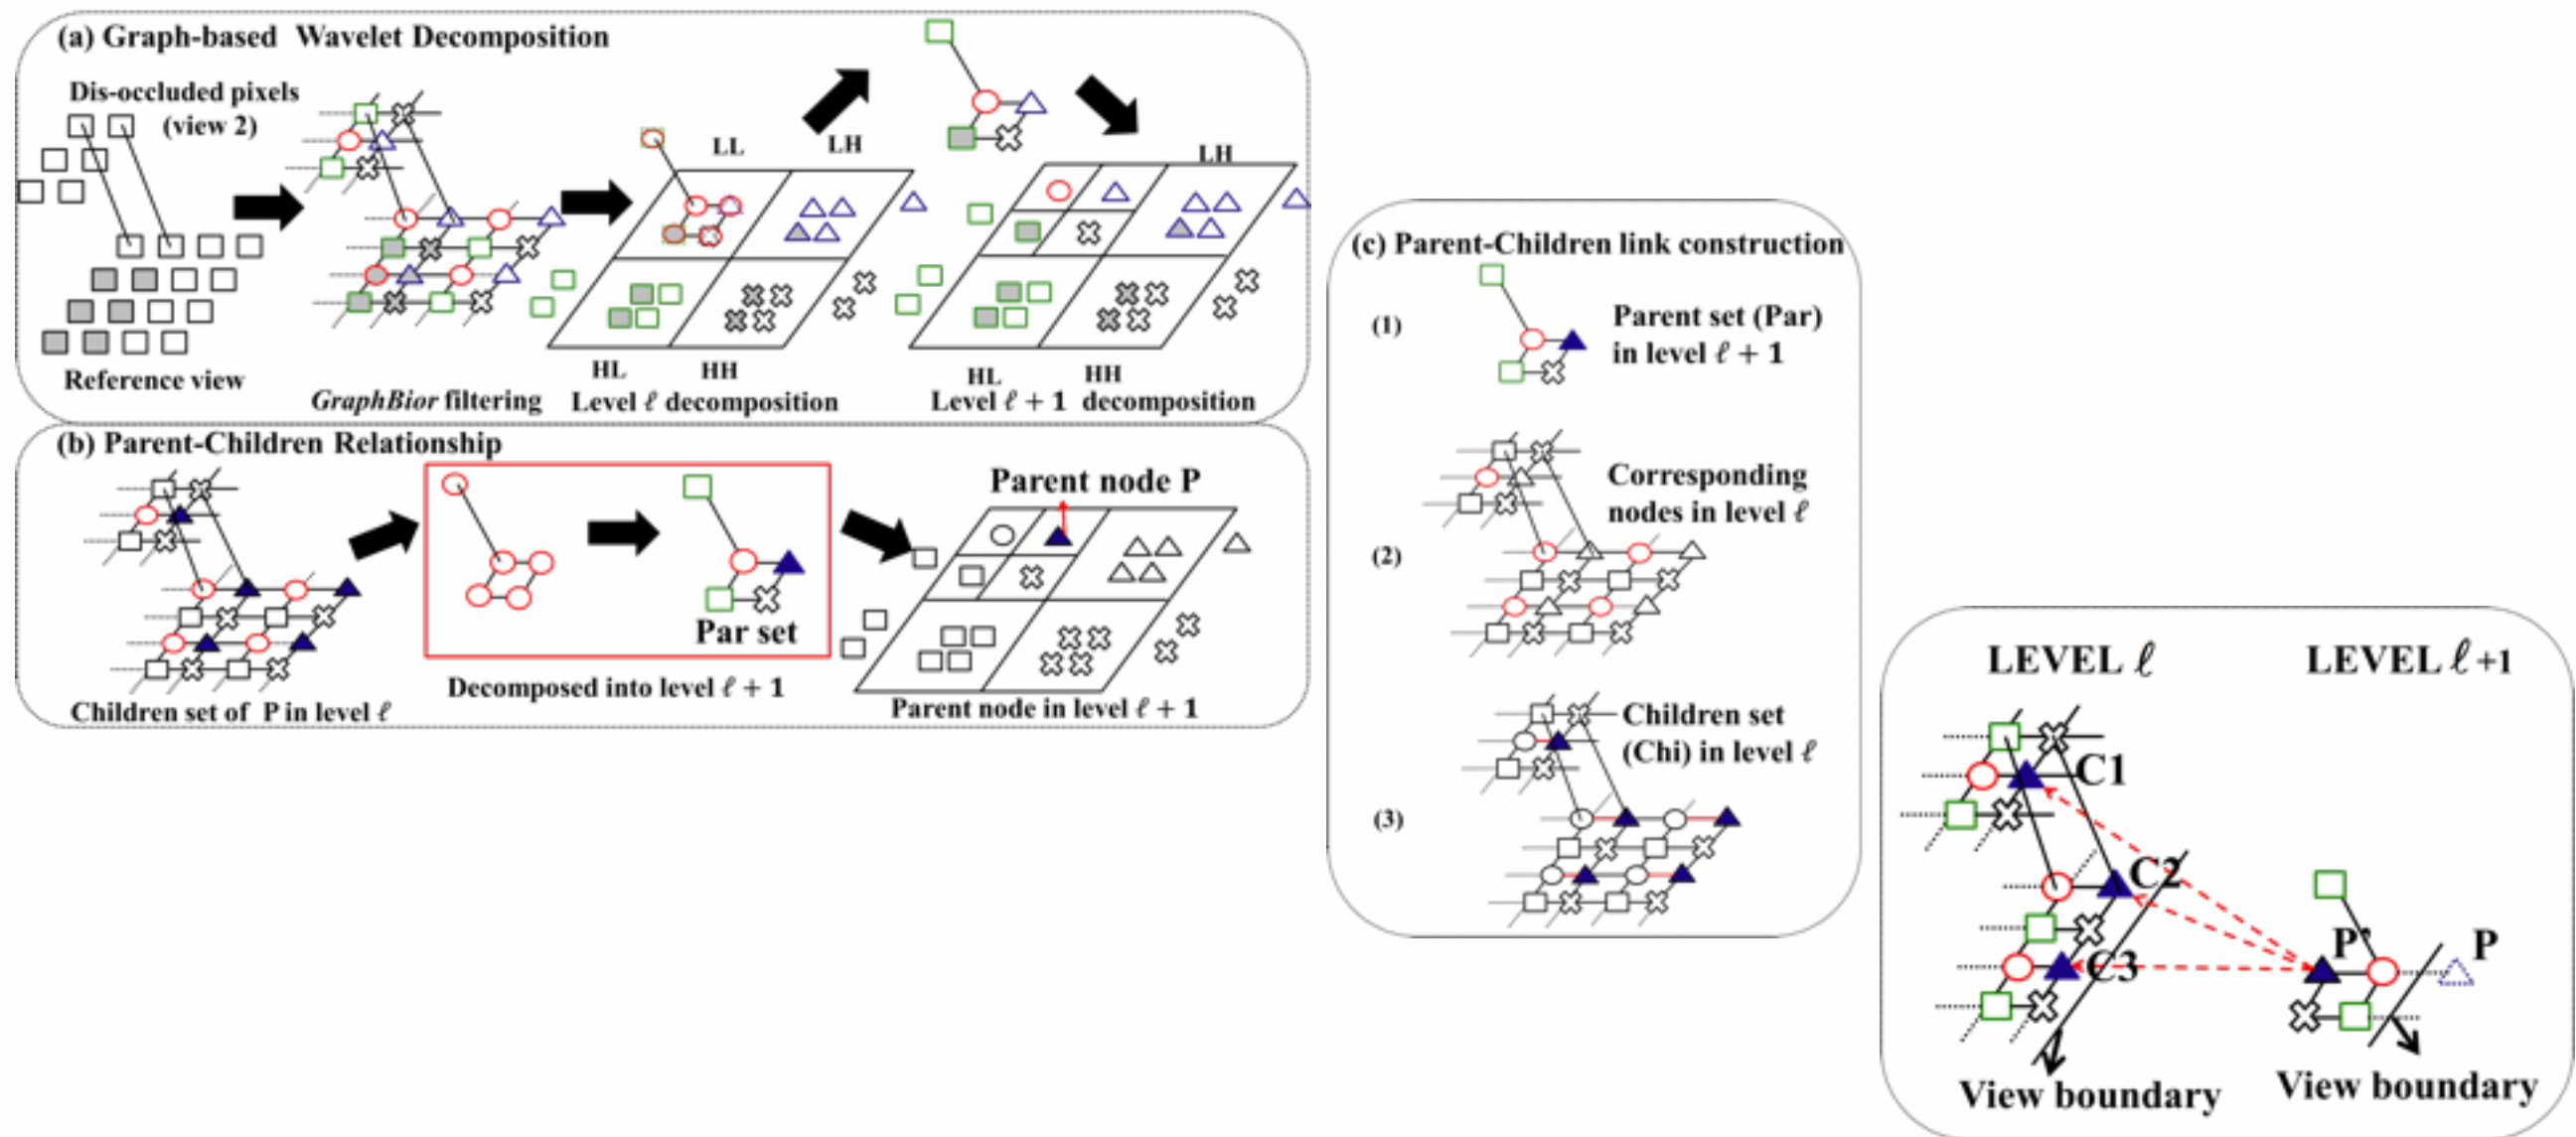 (a) Graph-based Wavelet Decomposition
Dis-occluded pixels
(view 2)
Reference view
GraphBior filtering
LL
LH
HL
HH
Level ℓ decomposition
LH
HL
HH
Level ℓ + 1 decomposition
(b) Parent-Children Relationship
Children set of P in level ℓ
Par set
Decomposed into level ℓ + 1
Parent node P
Parent node in level ℓ + 1
(c) Parent-Children link construction
(1)
Parent set (Par)
in level ℓ + 1
(2)
Corresponding
nodes in level ℓ
(3)
Children set
(Chi) in level ℓ
LEVEL ℓ
LEVEL ℓ +1
C1
C2
C3
P'
P
View boundary
View boundary